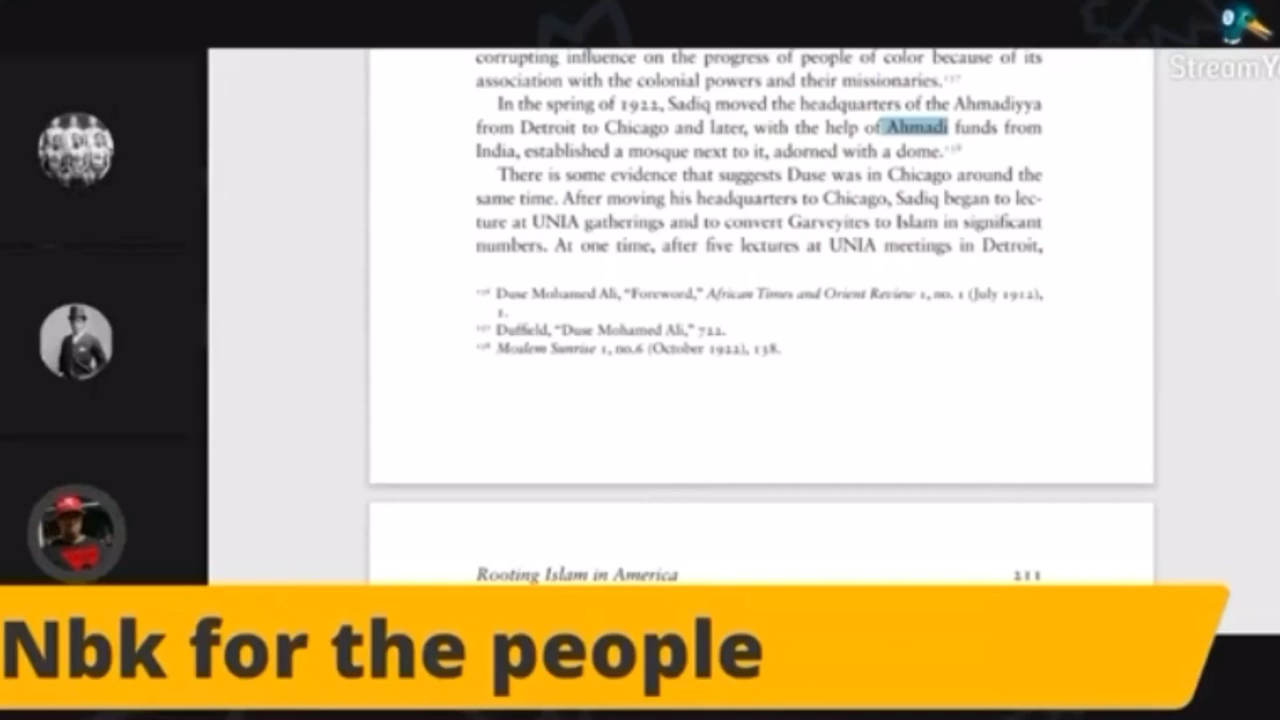 StreamY
corrupting influence on the progress of people of color because of its
association with the colonial powers and their missionaries.¹³⁷
In the spring of 1922, Sadiq moved the headquarters of the Ahmadiyya
from Detroit to Chicago and later, with the help of Ahmadi funds from
India, established a mosque next to it, adorned with a dome.¹³⁸
There is some evidence that suggests Duse was in Chicago around the
same time. After moving his headquarters to Chicago, Sadiq began to lec-
ture at UNIA gatherings and to convert Garveyites to Islam in significant
numbers. At one time, after five lectures at UNIA meetings in Detroit,
¹³⁶ Duse Mohamed Ali, “Foreword,” African Times and Orient Review 1, no. 1 (July 1912),
1.
¹³⁷ Duffield, “Duse Mohamed Ali,” 722.
¹³⁸ Moslem Sunrise 1, no.6 (October 1922), 138.
Rooting Islam in America 211
Nbk for the people